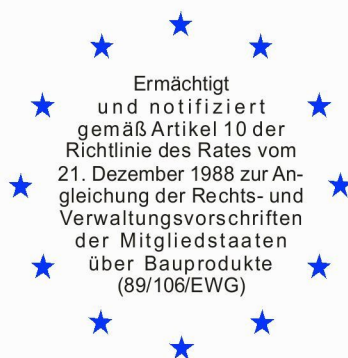 Ermächtigt
und notifiziert
gemäß Artikel 10 der
Richtlinie des Rates vom
21. Dezember 1988 zur An-
gleichung der Rechts- und
Verwaltungsvorschriften
der Mitgliedstaaten
über Bauprodukte
(89/106/EWG)